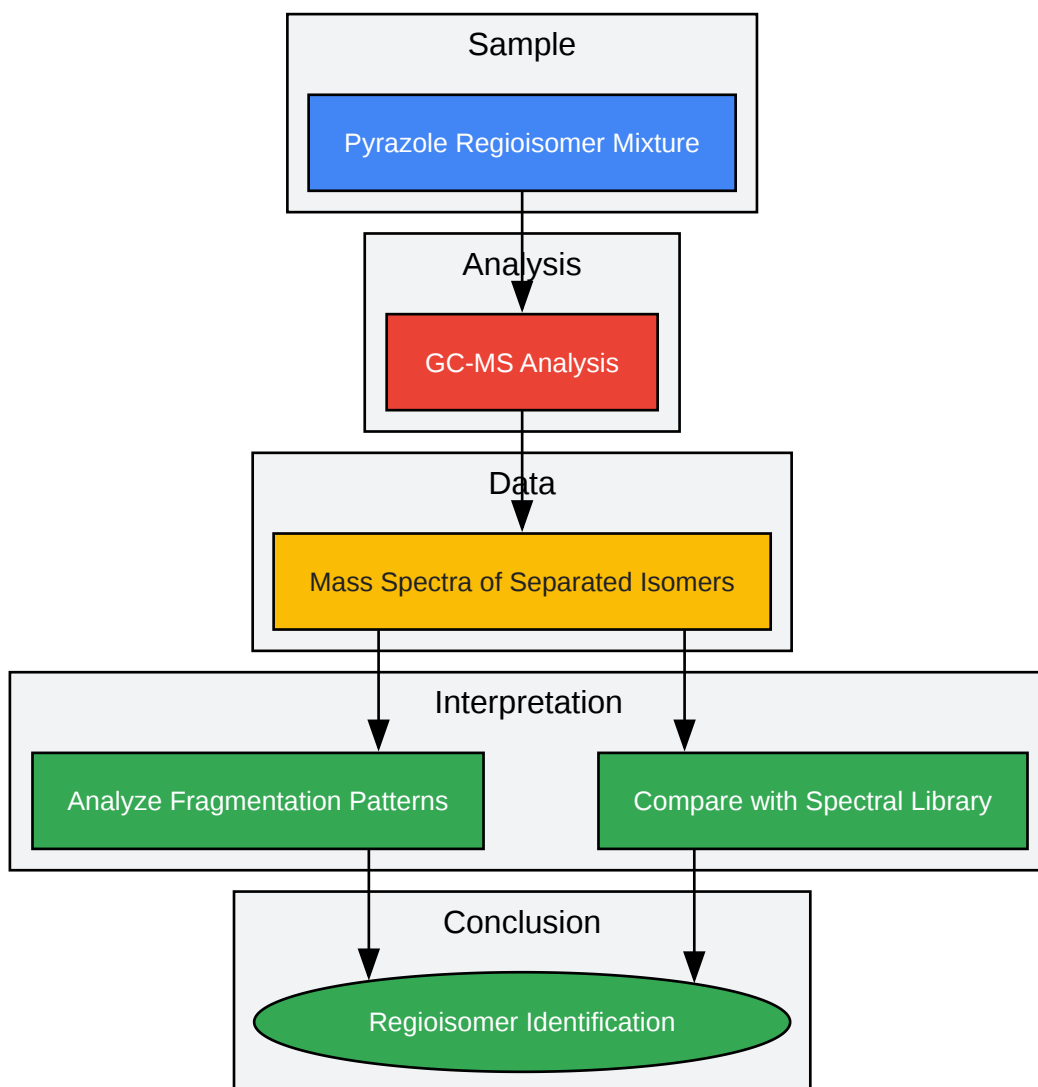 Sample
Pyrazole Regioisomer Mixture
Analysis
GC-MS Analysis
Data
Mass Spectra of Separated Isomers
Interpretation
Analyze Fragmentation Patterns
Compare with Spectral Library
Conclusion
Regioisomer Identification